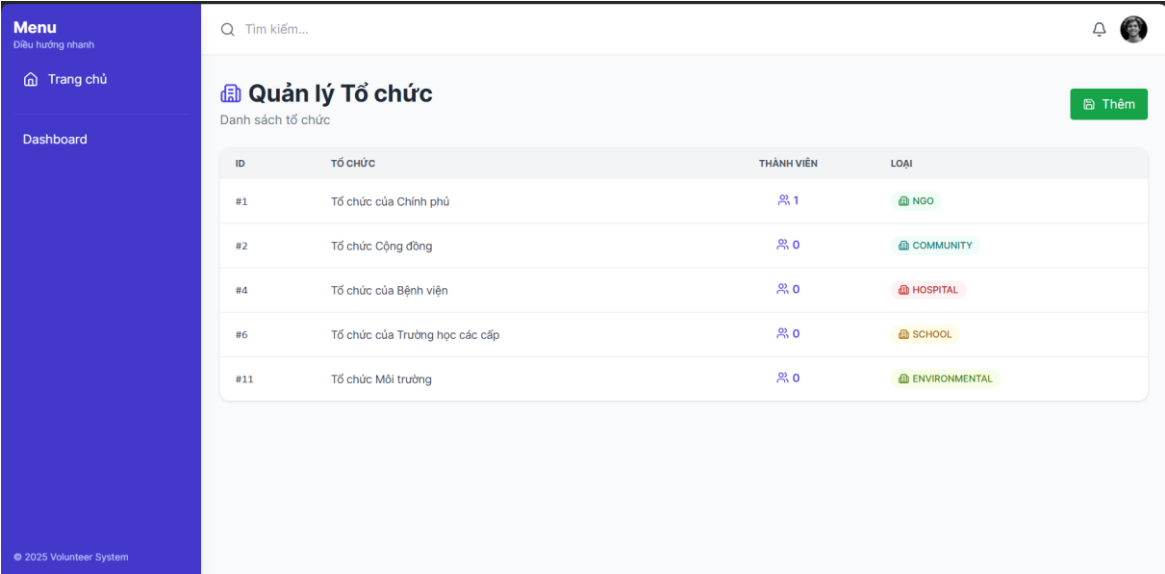 Menu
Điều hướng nhanh
Trang chủ
Dashboard
© 2025 Volunteer System
Tìm kiếm...
Quản lý Tổ chức
Danh sách tổ chức
Thêm
ID TỔ CHỨC THÀNH VIÊN LOẠI
#1 Tổ chức của Chính phủ 1 NGO
#2 Tổ chức Cộng đồng 0 COMMUNITY
#4 Tổ chức của Bệnh viện 0 HOSPITAL
#6 Tổ chức của Trường học các cấp 0 SCHOOL
#11 Tổ chức Môi trường 0 ENVIRONMENTAL